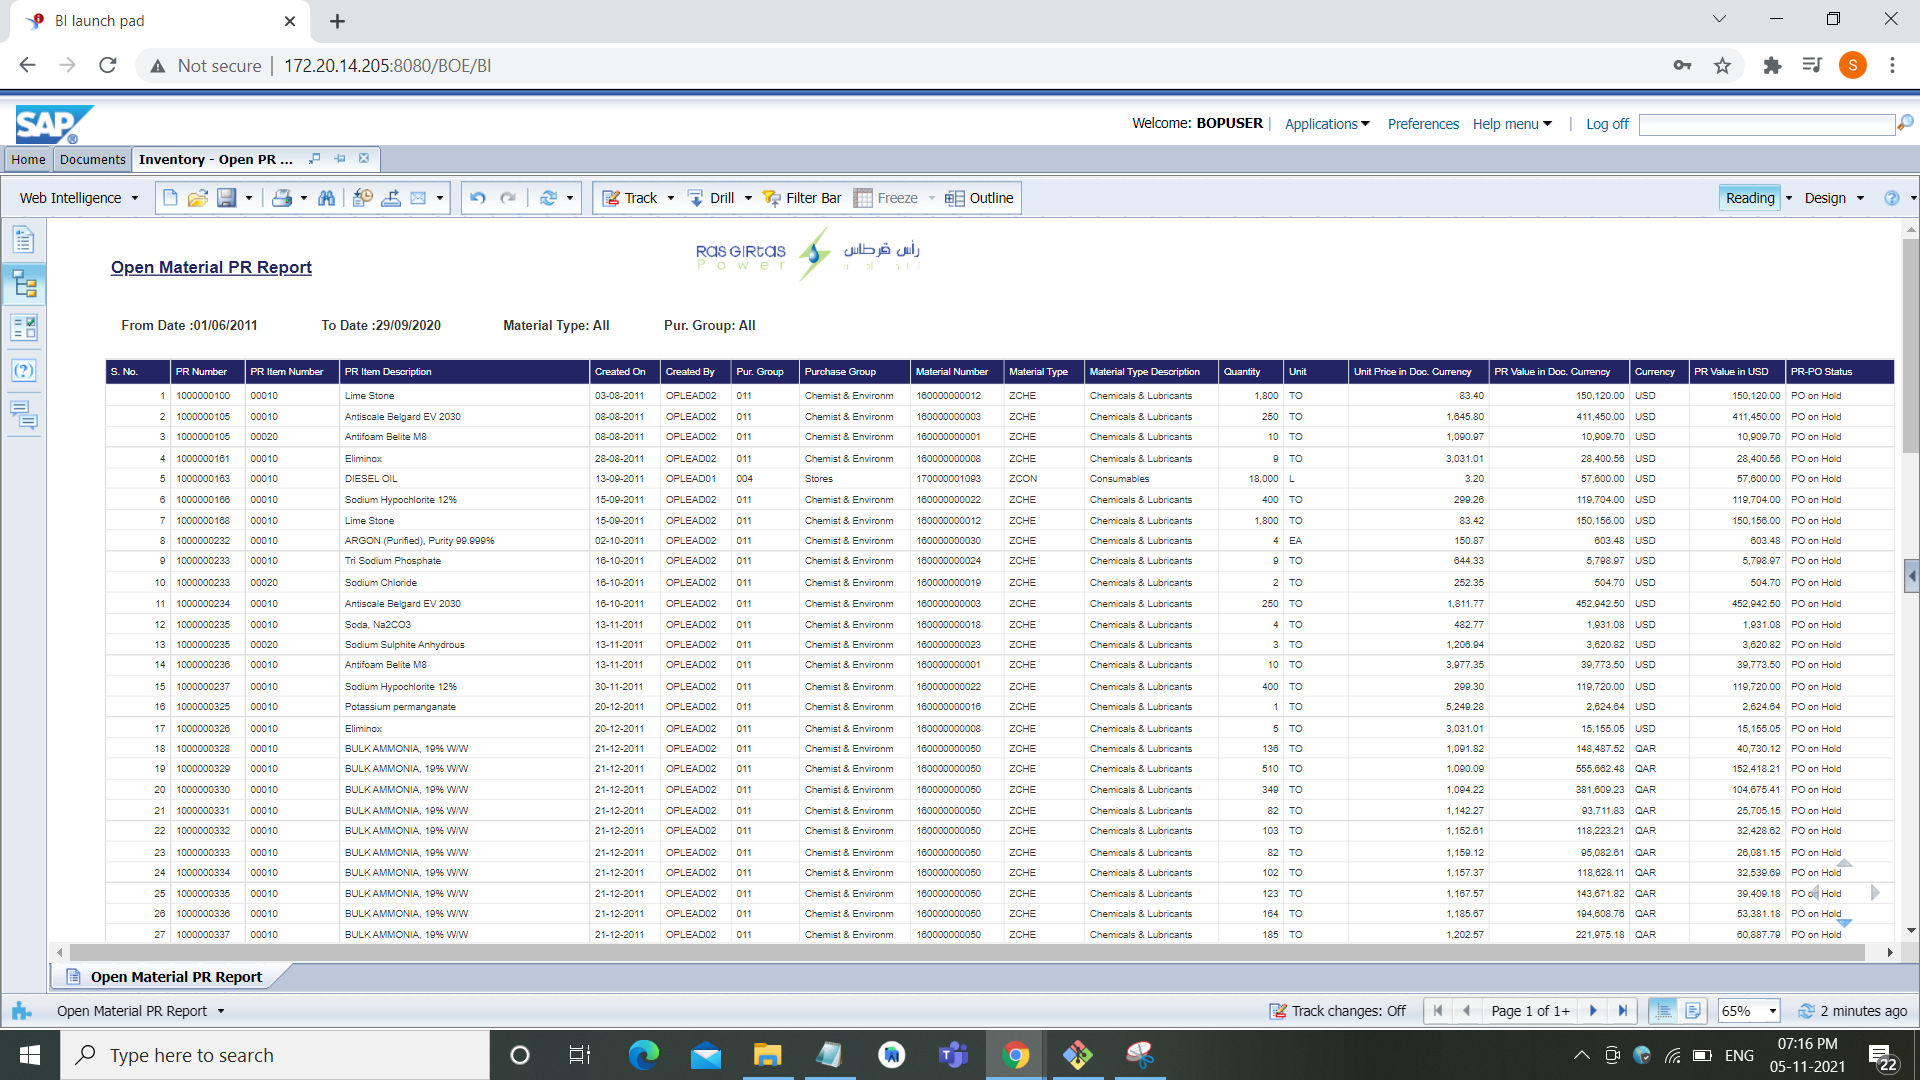 BI launch pad
Not secure | 172.20.14.205:8080/BOE/BI
SAP
Welcome: BOPUSER | Applications Preferences Help menu | Log off
Home Documents Inventory - Open PR ...
Web Intelligence Track Drill Filter Bar Freeze Outline Reading Design
Open Material PR Report
RAS GIRTAS رأس قرطاس
Power
From Date :01/06/2011 To Date :29/09/2020 Material Type: All Pur. Group: All
S. No. PR Number PR Item Number PR Item Description Created On Created By Pur. Group Purchase Group Material Number Material Type Material Type Description Quantity Unit Unit Price in Doc. Currency PR Value in Doc. Currency Currency PR Value in USD PR-PO Status
1 1000000100 00010 Lime Stone 03-08-2011 OPLEAD02 011 Chemist & Environm 160000000012 ZCHE Chemicals & Lubricants 1,800 TO 83.40 150,120.00 USD 150,120.00 PO on Hold
2 1000000105 00010 Antiscale Belgard EV 2030 08-08-2011 OPLEAD02 011 Chemist & Environm 160000000003 ZCHE Chemicals & Lubricants 250 TO 1,645.80 411,450.00 USD 411,450.00 PO on Hold
3 1000000105 00020 Antifoam Belite M8 08-08-2011 OPLEAD02 011 Chemist & Environm 160000000001 ZCHE Chemicals & Lubricants 10 TO 1,090.97 10,909.70 USD 10,909.70 PO on Hold
4 1000000161 00010 Eliminox 28-08-2011 OPLEAD02 011 Chemist & Environm 160000000008 ZCHE Chemicals & Lubricants 9 TO 3,031.01 28,400.56 USD 28,400.56 PO on Hold
5 1000000163 00010 DIESEL OIL 13-09-2011 OPLEAD01 004 Stores 170000001093 ZCON Consumables 18,000 L 3.20 57,600.00 USD 57,600.00 PO on Hold
6 1000000166 00010 Sodium Hypochlorite 12% 15-09-2011 OPLEAD02 011 Chemist & Environm 160000000022 ZCHE Chemicals & Lubricants 400 TO 299.26 119,704.00 USD 119,704.00 PO on Hold
7 1000000168 00010 Lime Stone 15-09-2011 OPLEAD02 011 Chemist & Environm 160000000012 ZCHE Chemicals & Lubricants 1,800 TO 83.42 150,156.00 USD 150,156.00 PO on Hold
8 1000000232 00010 ARGON (Purified), Purity 99.999% 02-10-2011 OPLEAD02 011 Chemist & Environm 160000000030 ZCHE Chemicals & Lubricants 4 EA 150.87 603.48 USD 603.48 PO on Hold
9 1000000233 00010 Tri Sodium Phosphate 16-10-2011 OPLEAD02 011 Chemist & Environm 160000000024 ZCHE Chemicals & Lubricants 9 TO 644.33 5,798.97 USD 5,798.97 PO on Hold
10 1000000233 00020 Sodium Chloride 16-10-2011 OPLEAD02 011 Chemist & Environm 160000000019 ZCHE Chemicals & Lubricants 2 TO 252.35 504.70 USD 504.70 PO on Hold
11 1000000234 00010 Antiscale Belgard EV 2030 16-10-2011 OPLEAD02 011 Chemist & Environm 160000000003 ZCHE Chemicals & Lubricants 250 TO 1,811.77 452,942.50 USD 452,942.50 PO on Hold
12 1000000235 00010 Soda, Na2CO3 13-11-2011 OPLEAD02 011 Chemist & Environm 160000000018 ZCHE Chemicals & Lubricants 4 TO 482.77 1,931.08 USD 1,931.08 PO on Hold
13 1000000235 00020 Sodium Sulphite Anhydrous 13-11-2011 OPLEAD02 011 Chemist & Environm 160000000023 ZCHE Chemicals & Lubricants 3 TO 1,206.94 3,620.82 USD 3,620.82 PO on Hold
14 1000000236 00010 Antifoam Belite M8 13-11-2011 OPLEAD02 011 Chemist & Environm 160000000001 ZCHE Chemicals & Lubricants 10 TO 3,977.35 39,773.50 USD 39,773.50 PO on Hold
15 1000000237 00010 Sodium Hypochlorite 12% 30-11-2011 OPLEAD02 011 Chemist & Environm 160000000022 ZCHE Chemicals & Lubricants 400 TO 299.30 119,720.00 USD 119,720.00 PO on Hold
16 1000000325 00010 Potassium permanganate 20-12-2011 OPLEAD02 011 Chemist & Environm 160000000016 ZCHE Chemicals & Lubricants 1 TO 5,249.28 2,624.64 USD 2,624.64 PO on Hold
17 1000000326 00010 Eliminox 20-12-2011 OPLEAD02 011 Chemist & Environm 160000000008 ZCHE Chemicals & Lubricants 5 TO 3,031.01 15,155.05 USD 15,155.05 PO on Hold
18 1000000328 00010 BULK AMMONIA, 19% W/W 21-12-2011 OPLEAD02 011 Chemist & Environm 160000000050 ZCHE Chemicals & Lubricants 136 TO 1,091.82 148,487.52 QAR 40,730.12 PO on Hold
19 1000000329 00010 BULK AMMONIA, 19% W/W 21-12-2011 OPLEAD02 011 Chemist & Environm 160000000050 ZCHE Chemicals & Lubricants 510 TO 1,090.09 555,662.48 QAR 152,418.21 PO on Hold
20 1000000330 00010 BULK AMMONIA, 19% W/W 21-12-2011 OPLEAD02 011 Chemist & Environm 160000000050 ZCHE Chemicals & Lubricants 349 TO 1,094.22 381,609.23 QAR 104,675.41 PO on Hold
21 1000000331 00010 BULK AMMONIA, 19% W/W 21-12-2011 OPLEAD02 011 Chemist & Environm 160000000050 ZCHE Chemicals & Lubricants 82 TO 1,142.27 93,711.83 QAR 25,705.15 PO on Hold
22 1000000332 00010 BULK AMMONIA, 19% W/W 21-12-2011 OPLEAD02 011 Chemist & Environm 160000000050 ZCHE Chemicals & Lubricants 103 TO 1,152.61 118,223.21 QAR 32,428.62 PO on Hold
23 1000000333 00010 BULK AMMONIA, 19% W/W 21-12-2011 OPLEAD02 011 Chemist & Environm 160000000050 ZCHE Chemicals & Lubricants 82 TO 1,159.12 95,082.61 QAR 26,081.15 PO on Hold
24 1000000334 00010 BULK AMMONIA, 19% W/W 21-12-2011 OPLEAD02 011 Chemist & Environm 160000000050 ZCHE Chemicals & Lubricants 102 TO 1,157.37 118,628.11 QAR 32,539.69 PO on Hold
25 1000000335 00010 BULK AMMONIA, 19% W/W 21-12-2011 OPLEAD02 011 Chemist & Environm 160000000050 ZCHE Chemicals & Lubricants 123 TO 1,167.57 143,671.82 QAR 39,409.18 PO on Hold
26 1000000336 00010 BULK AMMONIA, 19% W/W 21-12-2011 OPLEAD02 011 Chemist & Environm 160000000050 ZCHE Chemicals & Lubricants 164 TO 1,185.67 194,608.76 QAR 53,381.18 PO on Hold
27 1000000337 00010 BULK AMMONIA, 19% W/W 21-12-2011 OPLEAD02 011 Chemist & Environm 160000000050 ZCHE Chemicals & Lubricants 185 TO 1,202.57 221,975.18 QAR 60,887.79 PO on Hold
Open Material PR Report
Open Material PR Report Track changes: Off Page 1 of 1+ 65% 2 minutes ago
Type here to search ENG 07:16 PM
05-11-2021 22